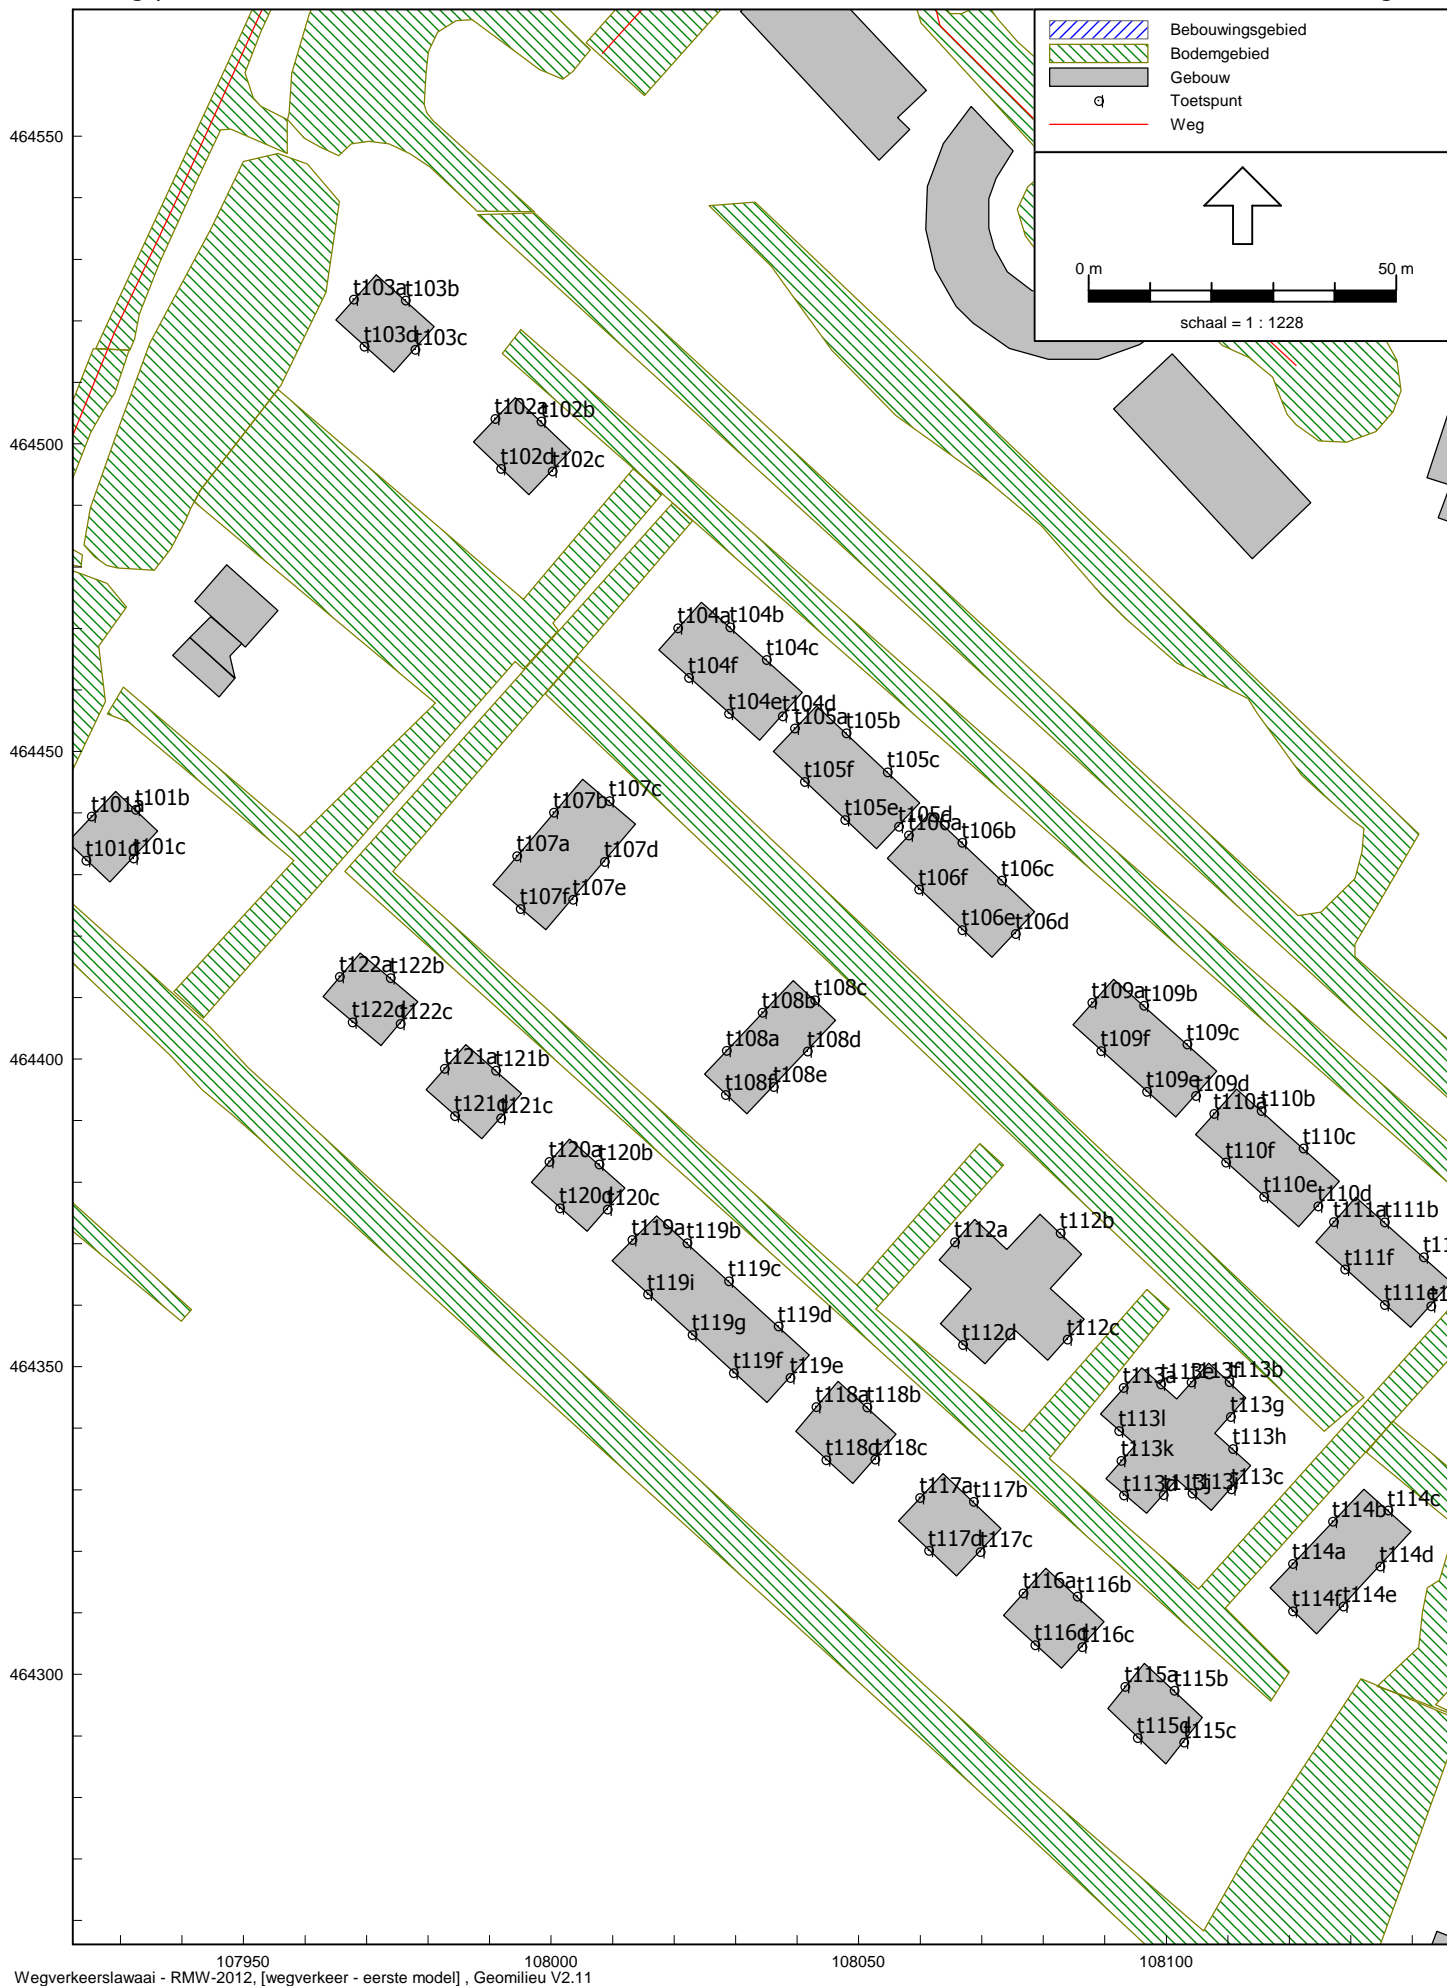 Bebouwingsgebied
Bodemgebied
Gebouw
Toetspunt
Weg
0 m 50 m
schaal = 1 : 1228
464550
464500
464450
464400
464350
464300
t103a t103b
t103d t103c
t102a t102b
t102d t102c
t104a t104b
t104c
t104f
t104e t104d
t105a t105b
t105c
t105f
t105e t105d
t106a t106b
t106c
t106f
t106e t106d
t101a t101b
t101d t101c
t107b t107c
t107a t107d
t107f t107e
t122a t122b
t122d t122c
t108b t108c
t108a t108d
t108f t108e
t109a t109b
t109c
t109f
t109e t109d
t121a t121b
t121d t121c
t110a t110b
t110c
t110f
t110e t110d
t120a t120b
t120d t120c
t111a t111b
t111f
t111e
t119a t119b
t119c
t119i
t119d
t119g
t119f t119e
t112a t112b
t112d t112c
t118a t118b
t118d t118c
t113a t113e t113f t113b
t113l t113g
t113k t113h
t113d t113j t113i t113c
t117a t117b
t117d t117c
t114b t114c
t114a t114d
t114f t114e
t116a t116b
t116d t116c
t115a t115b
t115d t115c
107950 108000 108050 108100
Wegverkeerslawaai - RMW-2012, [wegverkeer - eerste model] , Geomilieu V2.11